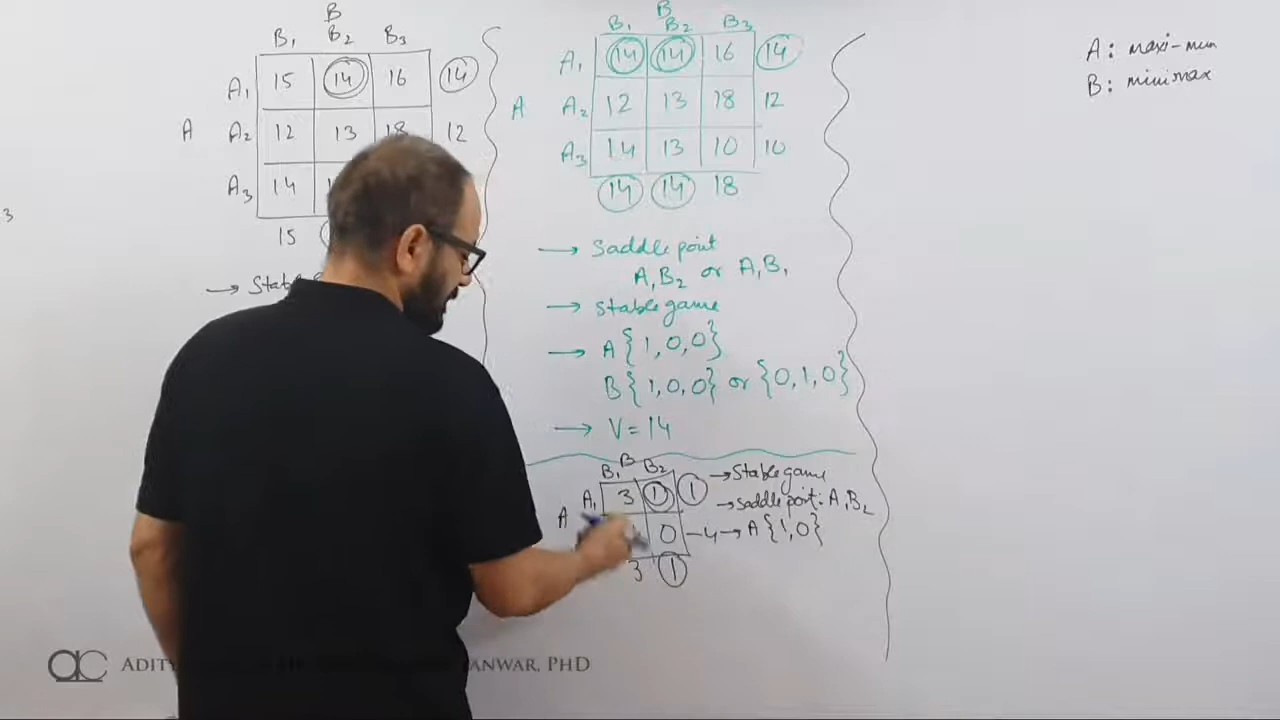 B
B₁ B₂ B₃
A₁ 15 14 16 14
A A₂ 12 13 18 12
A₃ 14
15
→
B
B₁ B₂ B₃
A₁ 14 14 16 14
A A₂ 12 13 18 12
A₃ 14 13 10 10
14 14 18
→ Saddle point
A₁B₂ or A₁B₁
→ Stable game
→ A {1,0,0}
B {1,0,0} or {0,1,0}
→ V=14
B
B₁ B₂
A₁ 3 1 1
A
0 -4
3 1
→ Stable game
→ saddle point: A₁B₂
→ A {1,0}
A: maxi-min
B: minimax
3
ac ADITY
ANWAR, PHD